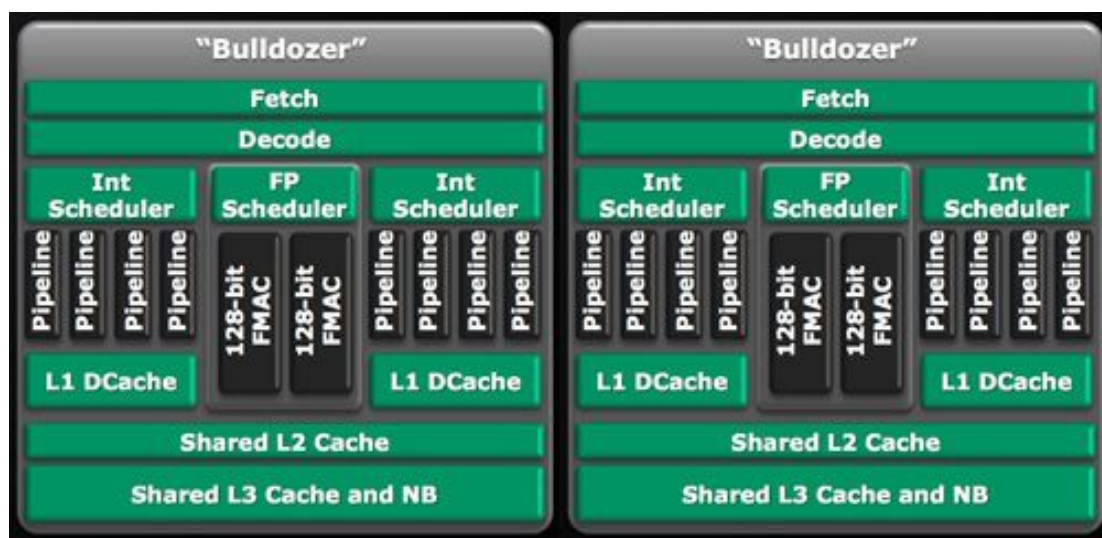 “Bulldozer”
Fetch
Decode
Int
Scheduler
FP
Scheduler
Int
Scheduler
Pipeline
Pipeline
Pipeline
Pipeline
128-bit
FMAC
128-bit
FMAC
Pipeline
Pipeline
Pipeline
Pipeline
L1 DCache
L1 DCache
Shared L2 Cache
Shared L3 Cache and NB
“Bulldozer”
Fetch
Decode
Int
Scheduler
FP
Scheduler
Int
Scheduler
Pipeline
Pipeline
Pipeline
Pipeline
128-bit
FMAC
128-bit
FMAC
Pipeline
Pipeline
Pipeline
Pipeline
L1 DCache
L1 DCache
Shared L2 Cache
Shared L3 Cache and NB